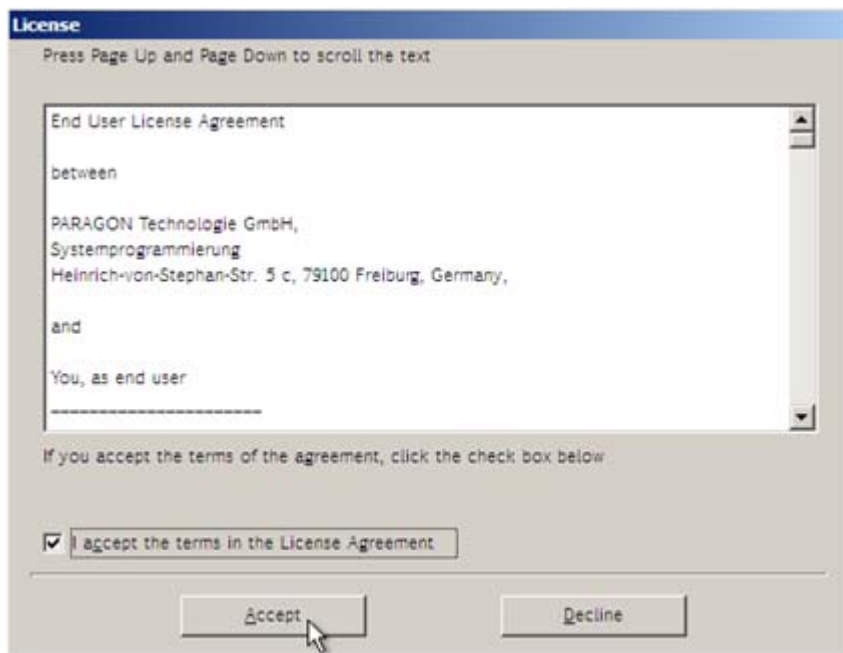 License
Press Page Up and Page Down to scroll the text
End User License Agreement
between
PARAGON Technologie GmbH,
Systemprogrammierung
Heinrich-von-Stephan-Str. 5 c, 79100 Freiburg, Germany,
and
You, as end user
----------------------
If you accept the terms of the agreement, click the check box below
I accept the terms in the License Agreement
Accept
Decline